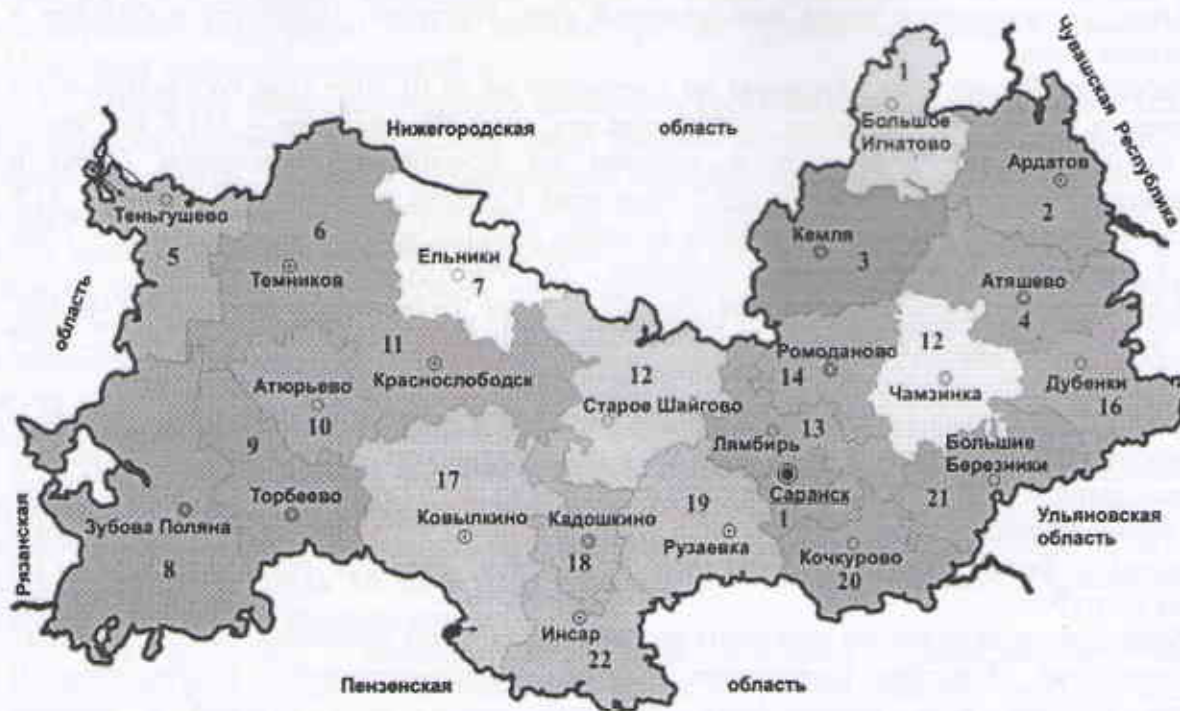 Чувашская Республика
1
Большое
Игнатово
Нижегородская область
Ардатов
2
Теньгушево
5
6
Темников
Ельники
7
Кемля
3
Атяшево
4
область
11
Краснослободск
12
Старое Шайгово
Ромоданово
14
12
Чамзинка
Дубенки
16
Атюрьево
10
9
Лямбирь
13
Большие
Березники
21
17
Ковылкино
Кадошкино
18
19
Рузаевка
Саранск
1
Торбеево
Зубова Поляна
8
Рязанская
Кочкурово
20
Ульяновская
область
Инсар
22
Пензенская область